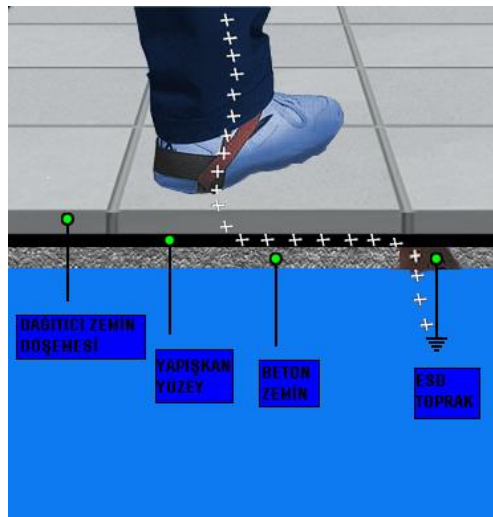 DAĞITICI ZEMİN
DÖŞEMESİ
YAPIŞKAN
YÜZEY
BETON
ZEMİN
ESD
TOPRAK